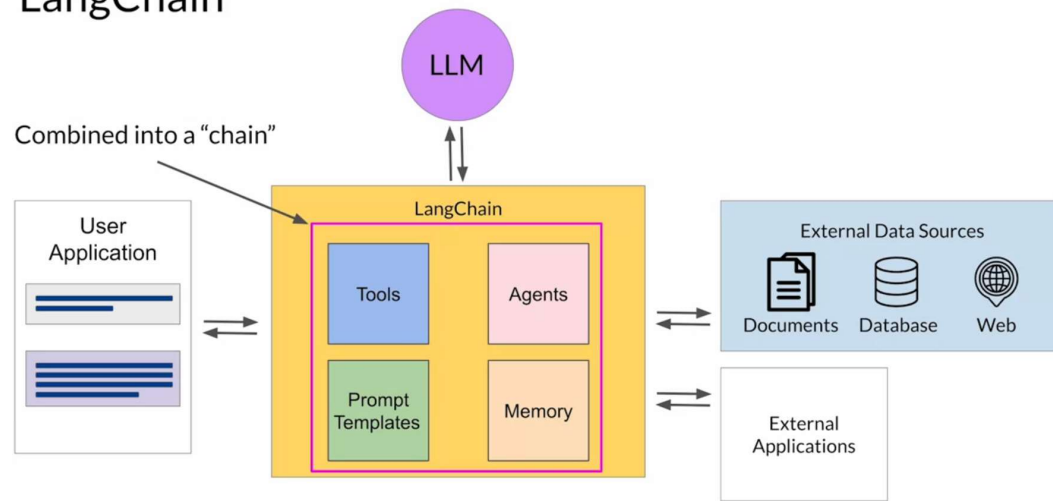 LangChain
LLM
Combined into a “chain”
User
Application
LangChain
Tools
Agents
Prompt
Templates
Memory
External Data Sources
Documents
Database
Web
External
Applications